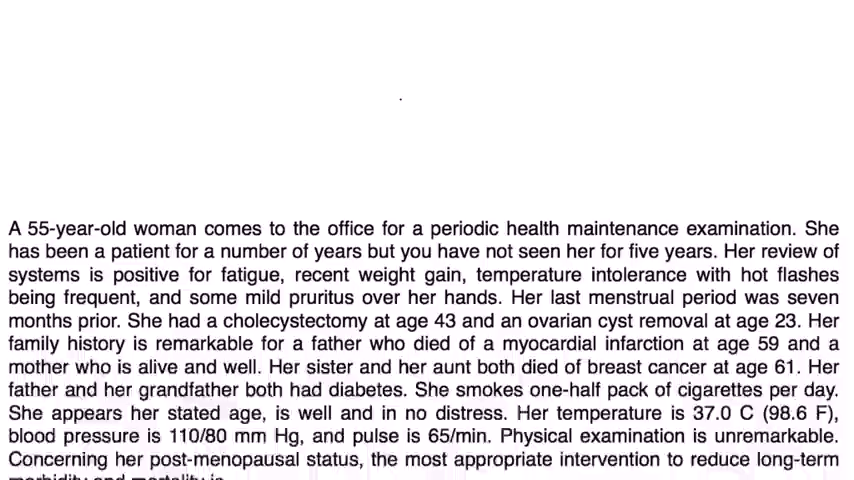 A 55-year-old woman comes to the office for a periodic health maintenance examination. She
has been a patient for a number of years but you have not seen her for five years. Her review of
systems is positive for fatigue, recent weight gain, temperature intolerance with hot flashes
being frequent, and some mild pruritus over her hands. Her last menstrual period was seven
months prior. She had a cholecystectomy at age 43 and an ovarian cyst removal at age 23. Her
family history is remarkable for a father who died of a myocardial infarction at age 59 and a
mother who is alive and well. Her sister and her aunt both died of breast cancer at age 61. Her
father and her grandfather both had diabetes. She smokes one-half pack of cigarettes per day.
She appears her stated age, is well and in no distress. Her temperature is 37.0 C (98.6 F),
blood pressure is 110/80 mm Hg, and pulse is 65/min. Physical examination is unremarkable.
Concerning her post-menopausal status, the most appropriate intervention to reduce long-term
morbidity and mortality is